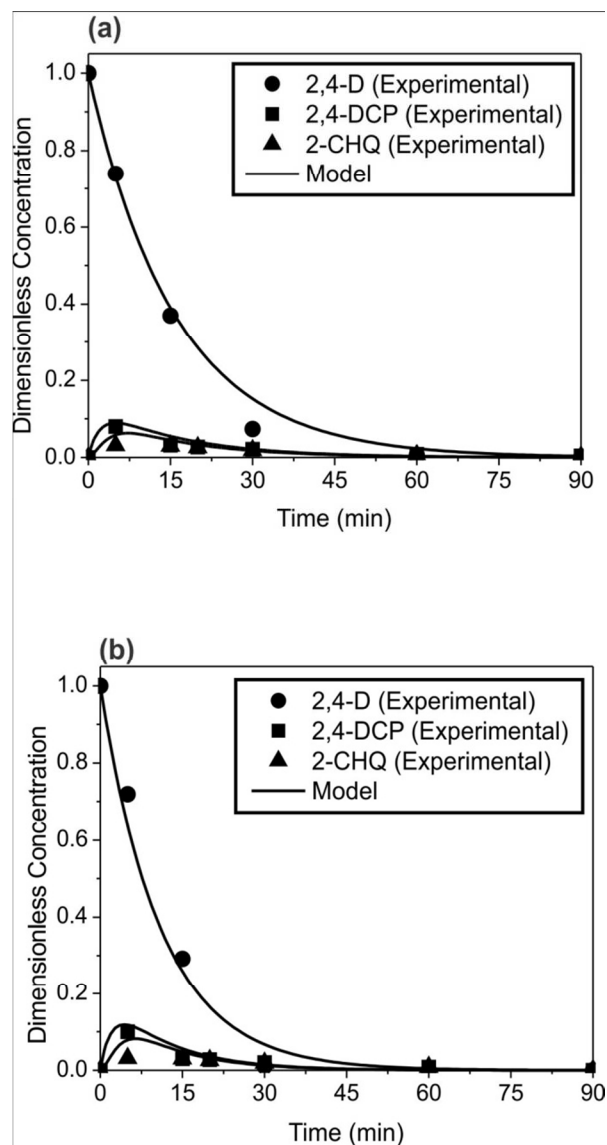 (a)
1.0
0.8
0.6
0.4
0.2
0.0
Dimensionless Concentration
2,4-D (Experimental)
2,4-DCP (Experimental)
2-CHQ (Experimental)
Model
0 15 30 45 60 75 90
Time (min)
(b)
1.0
0.8
0.6
0.4
0.2
0.0
Dimensionless Concentration
2,4-D (Experimental)
2,4-DCP (Experimental)
2-CHQ (Experimental)
Model
0 15 30 45 60 75 90
Time (min)